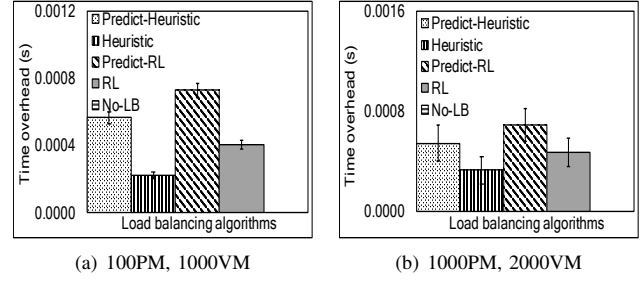 0.0012
0.0008
0.0004
0.0000
Time overhead (s)
Predict-Heuristic
Heuristic
Predict-RL
RL
No-LB
Load balancing algorithms
(a) 100PM, 1000VM
0.0016
0.0008
0.0000
Time overhead (s)
Predict-Heuristic
Heuristic
Predict-RL
RL
No-LB
Load balancing algorithms
(b) 1000PM, 2000VM